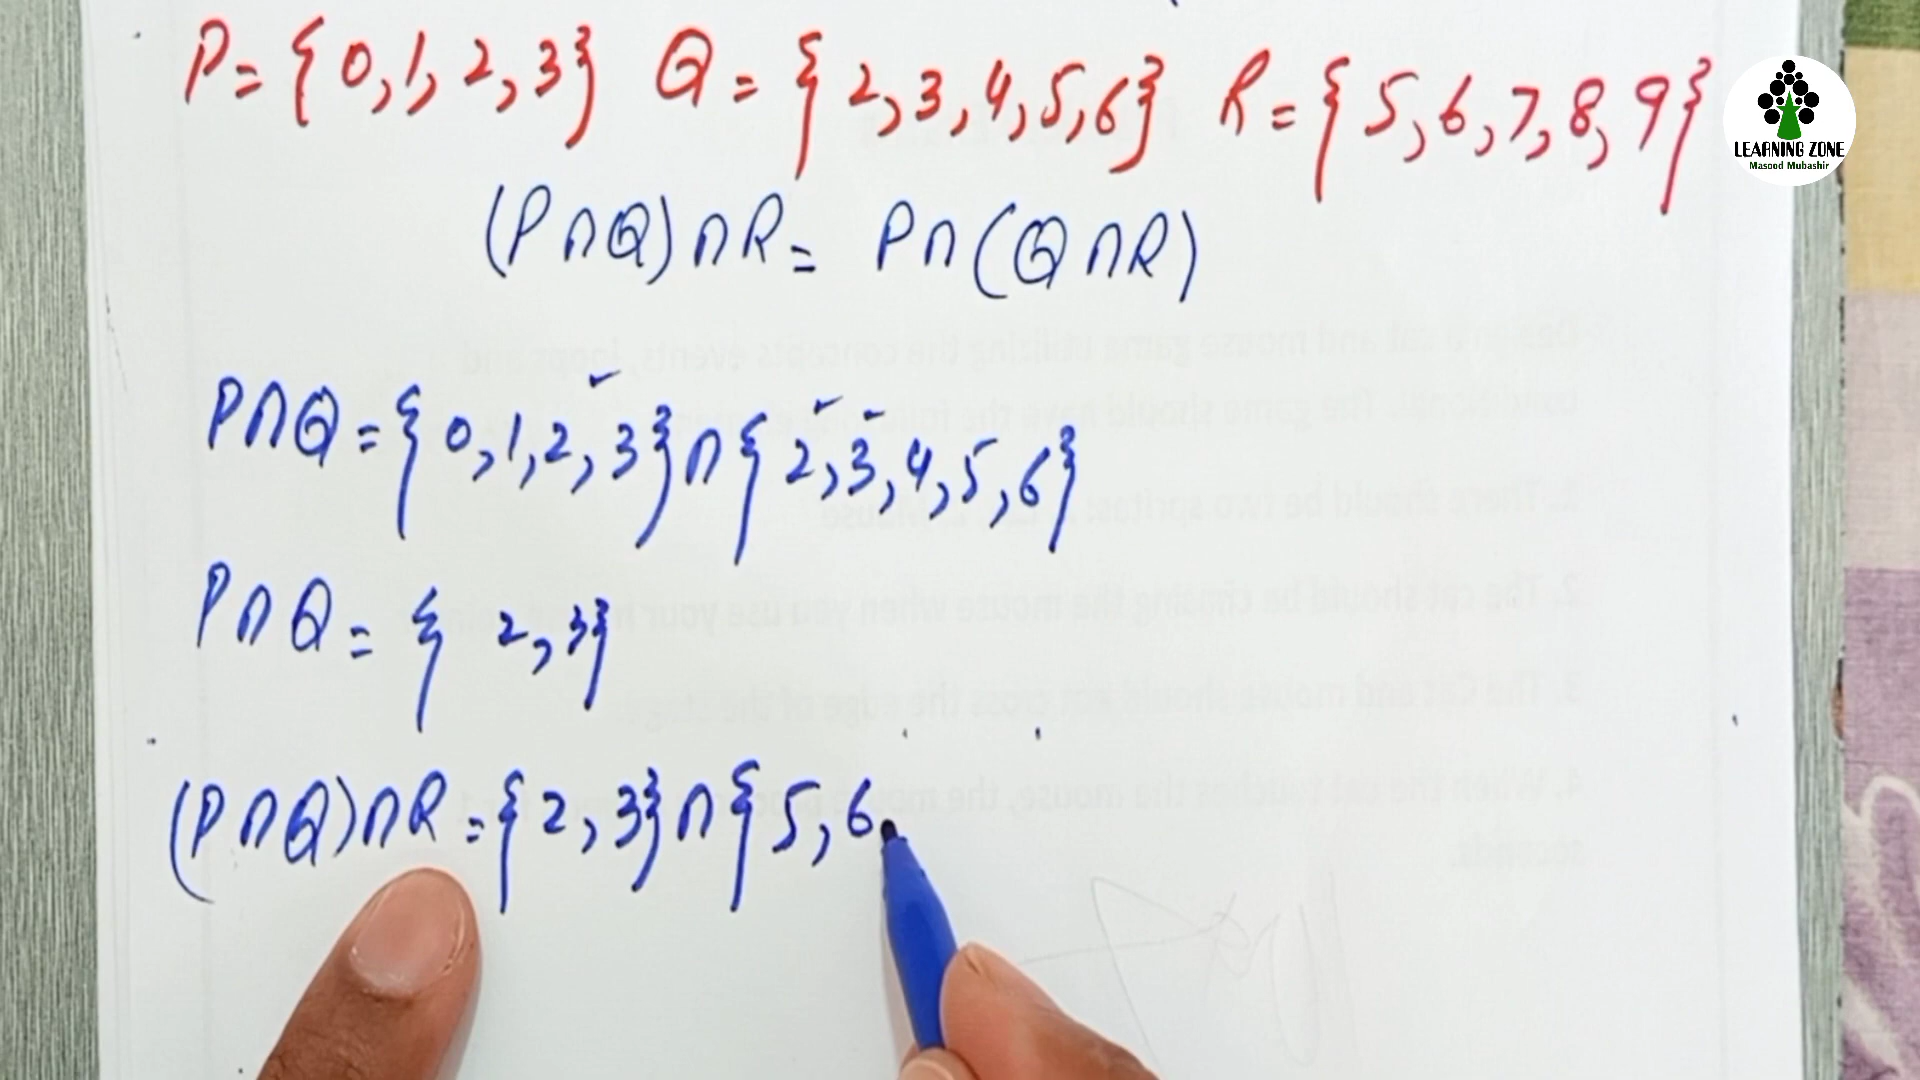 P = {0, 1, 2, 3} Q = {2, 3, 4, 5, 6} R = {5, 6, 7, 8, 9}
LEARNING ZONE
Masood Mubashir
(P∩Q)∩R = P∩(Q∩R)
P∩Q = {0, 1, 2, 3} ∩ {2, 3, 4, 5, 6}
P∩Q = {2, 3}
(P∩Q)∩R = {2, 3} ∩ {5, 6